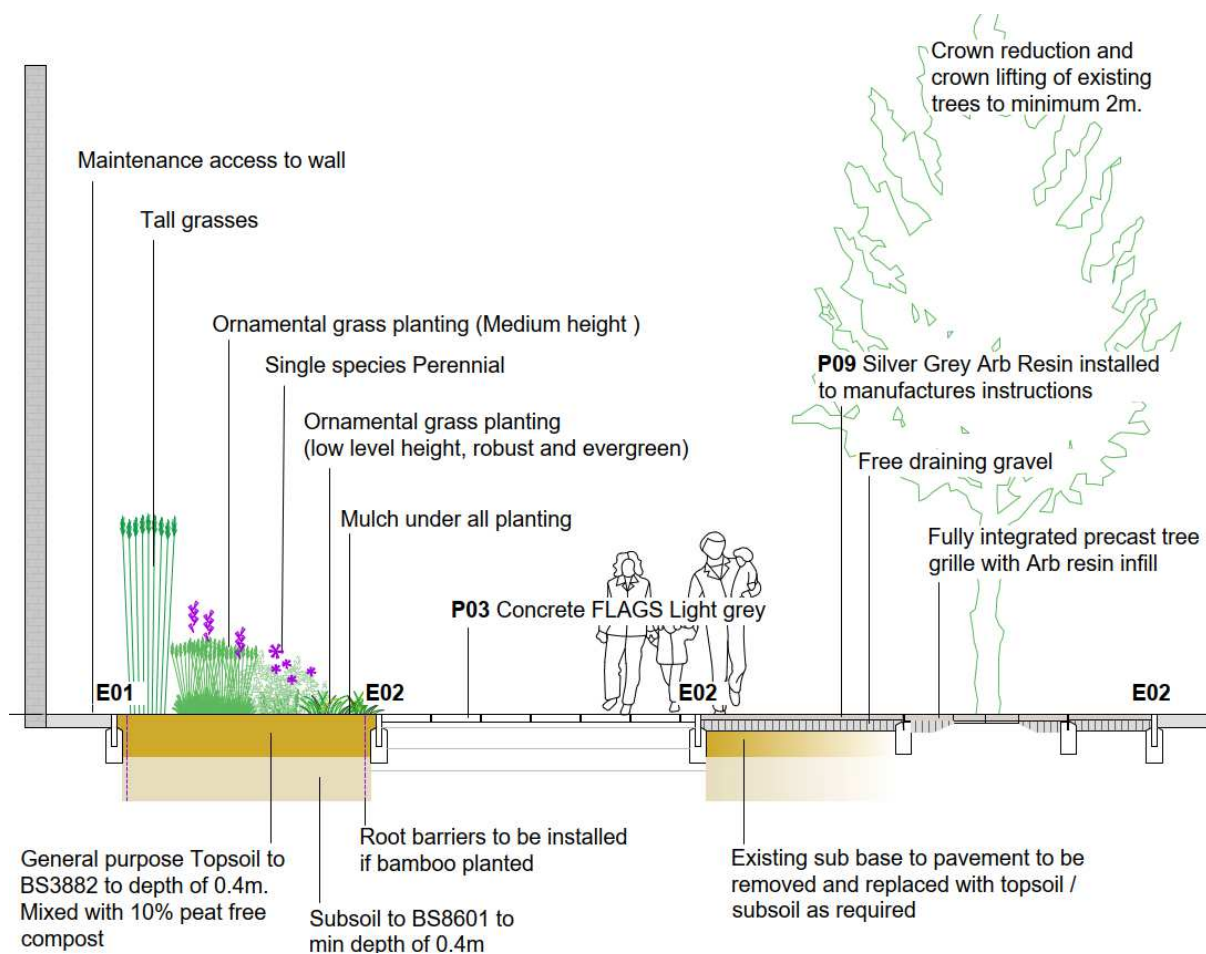 Crown reduction and
crown lifting of existing
trees to minimum 2m.
Maintenance access to wall
Tall grasses
Ornamental grass planting (Medium height )
Single species Perennial
P09 Silver Grey Arb Resin installed
to manufactures instructions
Ornamental grass planting
(low level height, robust and evergreen)
Free draining gravel
Mulch under all planting
Fully integrated precast tree
grille with Arb resin infill
P03 Concrete FLAGS Light grey
E01
E02
E02
E02
General purpose Topsoil to
BS3882 to depth of 0.4m.
Mixed with 10% peat free
compost
Root barriers to be installed
if bamboo planted
Subsoil to BS8601 to
min depth of 0.4m
Existing sub base to pavement to be
removed and replaced with topsoil /
subsoil as required